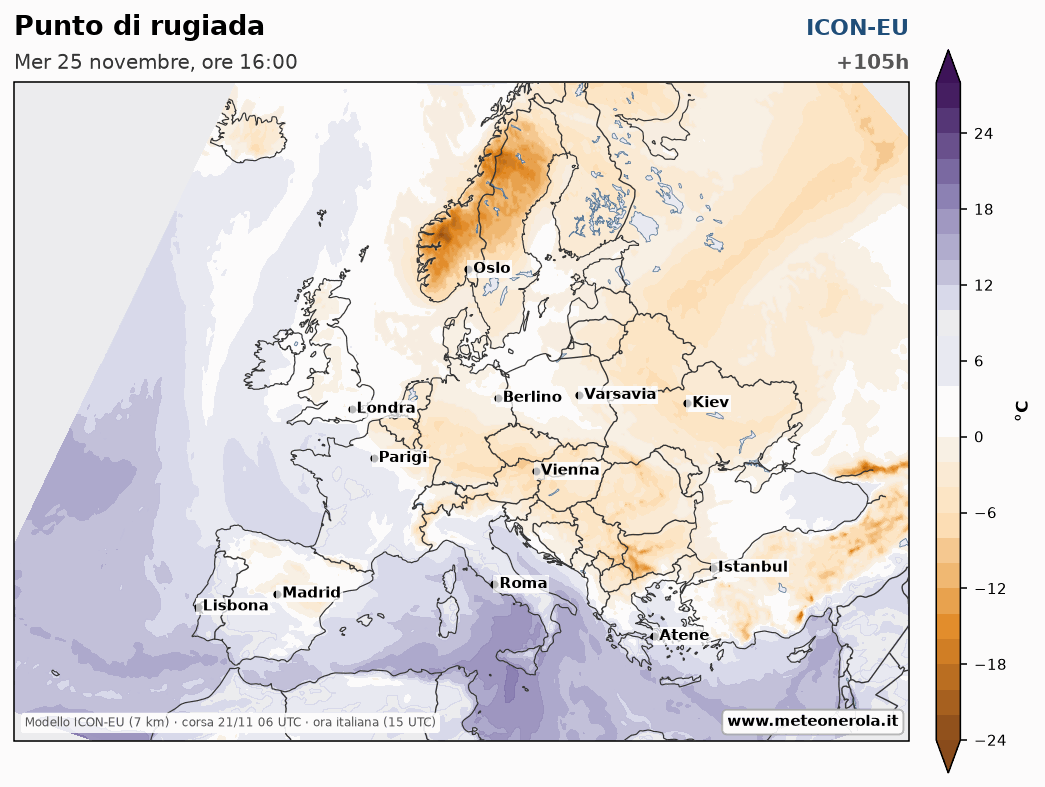 Punto di rugiada
ICON-EU
Mer 25 novembre, ore 16:00
+105h
24
18
12
6
0
−6
−12
−18
−24
°C
Oslo
Berlino
Varsavia
Kiev
Londra
Parigi
Vienna
Istanbul
Roma
Madrid
Lisbona
Atene
Modello ICON-EU (7 km) · corsa 21/11 06 UTC · ora italiana (15 UTC)
www.meteonerola.it